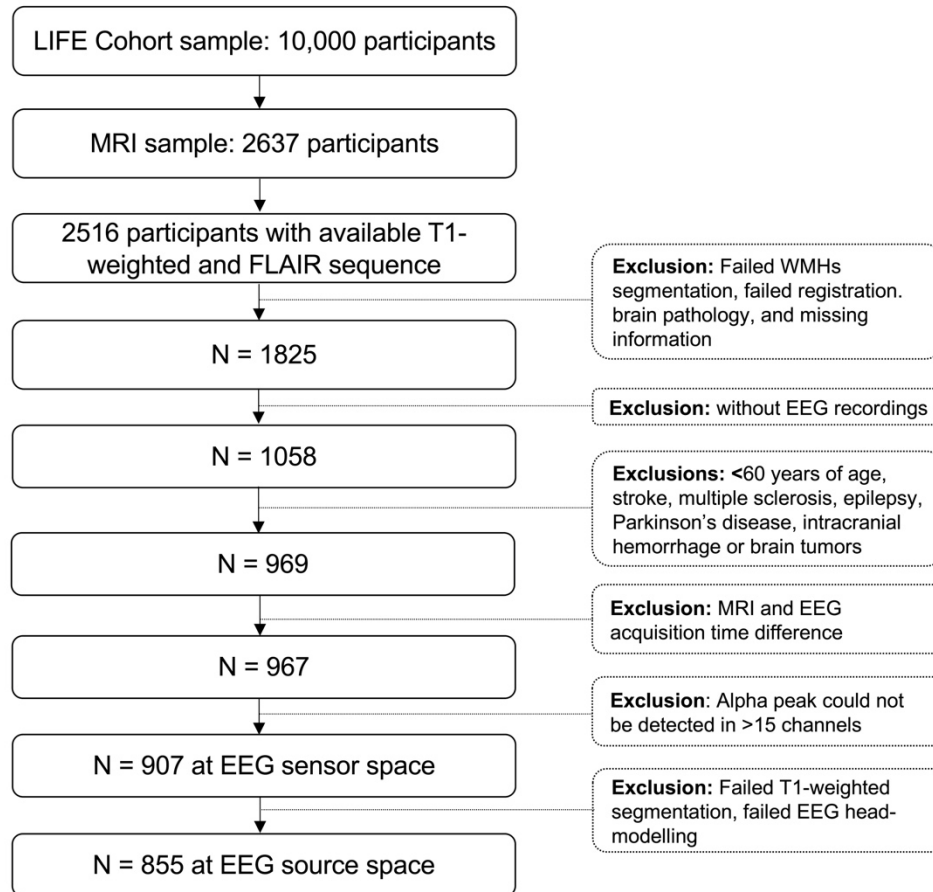 LIFE Cohort sample: 10,000 participants
MRI sample: 2637 participants
2516 participants with available T1-
weighted and FLAIR sequence
Exclusion: Failed WMHs
segmentation, failed registration.
brain pathology, and missing
information
N = 1825
Exclusion: without EEG recordings
N = 1058
Exclusions: <60 years of age,
stroke, multiple sclerosis, epilepsy,
Parkinson's disease, intracranial
hemorrhage or brain tumors
N = 969
Exclusion: MRI and EEG
acquisition time difference
N = 967
Exclusion: Alpha peak could not
be detected in >15 channels
N = 907 at EEG sensor space
Exclusion: Failed T1-weighted
segmentation, failed EEG head-
modelling
N = 855 at EEG source space